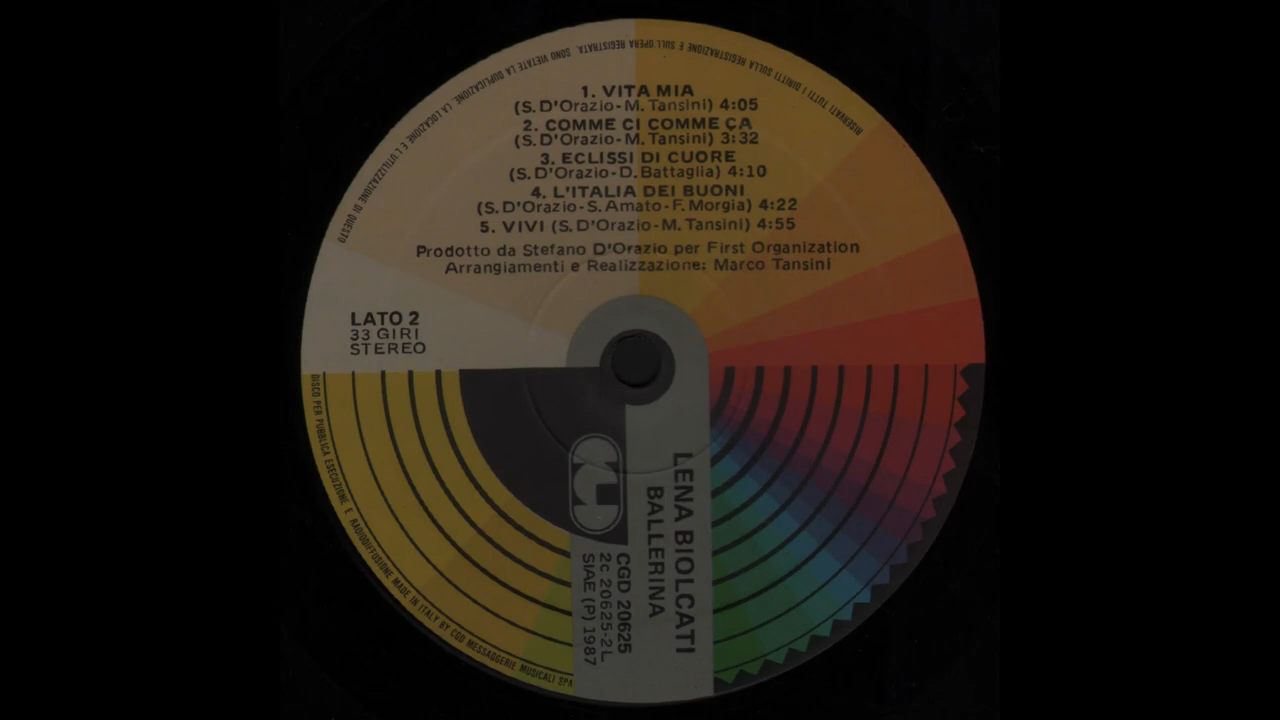 RISERVATI TUTTI I DIRITTI SULLA REGISTRAZIONE E SULL'OPERA REGISTRATA. SONO VIETATE LA DUPLICAZIONE, LA LOCAZIONE E L'UTILIZZAZIONE DI QUESTO
DISCO PER PUBBLICA ESECUZIONE E RADIODIFFUSIONE MADE IN ITALY BY CGD MESSAGGERIE MUSICALI SPA
1. VITA MIA
(S. D'Orazio - M. Tansini) 4:05
2. COMME CI COMME ÇA
(S. D'Orazio - M. Tansini) 3:32
3. ECLISSI DI CUORE
(S. D'Orazio - D. Battaglia) 4:10
4. L'ITALIA DEI BUONI
(S. D'Orazio - S. Amato - F. Morgia) 4:22
5. VIVI (S. D'Orazio - M. Tansini) 4:55
Prodotto da Stefano D'Orazio per First Organization
Arrangiamenti e Realizzazione: Marco Tansini
LATO 2
33 GIRI
STEREO
LENA BIOLCATI
BALLERINA
CGD 20625
2c 20625-2L
SIAE (P) 1987